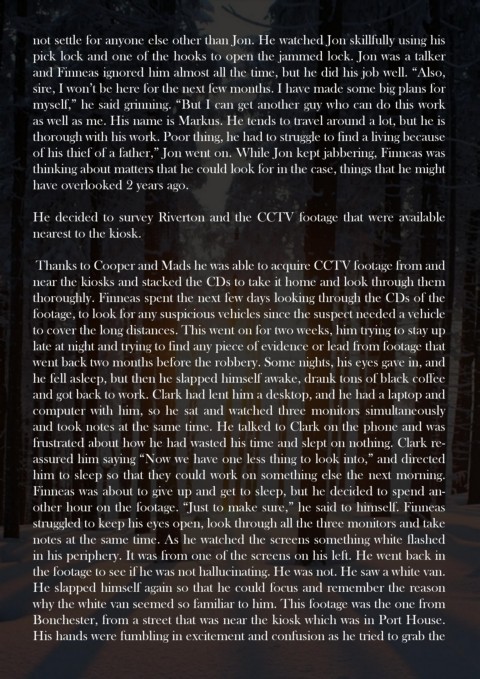 not settle for anyone else other than Jon. He watched Jon skillfully using his
pick lock and one of the hooks to open the jammed lock. Jon was a talker
and Finneas ignored him almost all the time, but he did his job well. “Also,
sire, I won’t be here for the next few months. I have made some big plans for
myself,” he said grinning. “But I can get another guy who can do this work
as well as me. His name is Markus. He tends to travel around a lot, but he is
thorough with his work. Poor thing, he had to struggle to find a living because
of his thief of a father,” Jon went on. While Jon kept jabbering, Finneas was
thinking about matters that he could look for in the case, things that he might
have overlooked 2 years ago.
He decided to survey Riverton and the CCTV footage that were available
nearest to the kiosk.
Thanks to Cooper and Mads he was able to acquire CCTV footage from and
near the kiosks and stacked the CDs to take it home and look through them
thoroughly. Finneas spent the next few days looking through the CDs of the
footage, to look for any suspicious vehicles since the suspect needed a vehicle
to cover the long distances. This went on for two weeks, him trying to stay up
late at night and trying to find any piece of evidence or lead from footage that
went back two months before the robbery. Some nights, his eyes gave in, and
he fell asleep, but then he slapped himself awake, drank tons of black coffee
and got back to work. Clark had lent him a desktop, and he had a laptop and
computer with him, so he sat and watched three monitors simultaneously
and took notes at the same time. He talked to Clark on the phone and was
frustrated about how he had wasted his time and slept on nothing. Clark re-
assured him saying “Now we have one less thing to look into,” and directed
him to sleep so that they could work on something else the next morning.
Finneas was about to give up and get to sleep, but he decided to spend an-
other hour on the footage. “Just to make sure,” he said to himself. Finneas
struggled to keep his eyes open, look through all the three monitors and take
notes at the same time. As he watched the screens something white flashed
in his periphery. It was from one of the screens on his left. He went back in
the footage to see if he was not hallucinating. He was not. He saw a white van.
He slapped himself again so that he could focus and remember the reason
why the white van seemed so familiar to him. This footage was the one from
Bonchester, from a street that was near the kiosk which was in Port House.
His hands were fumbling in excitement and confusion as he tried to grab the